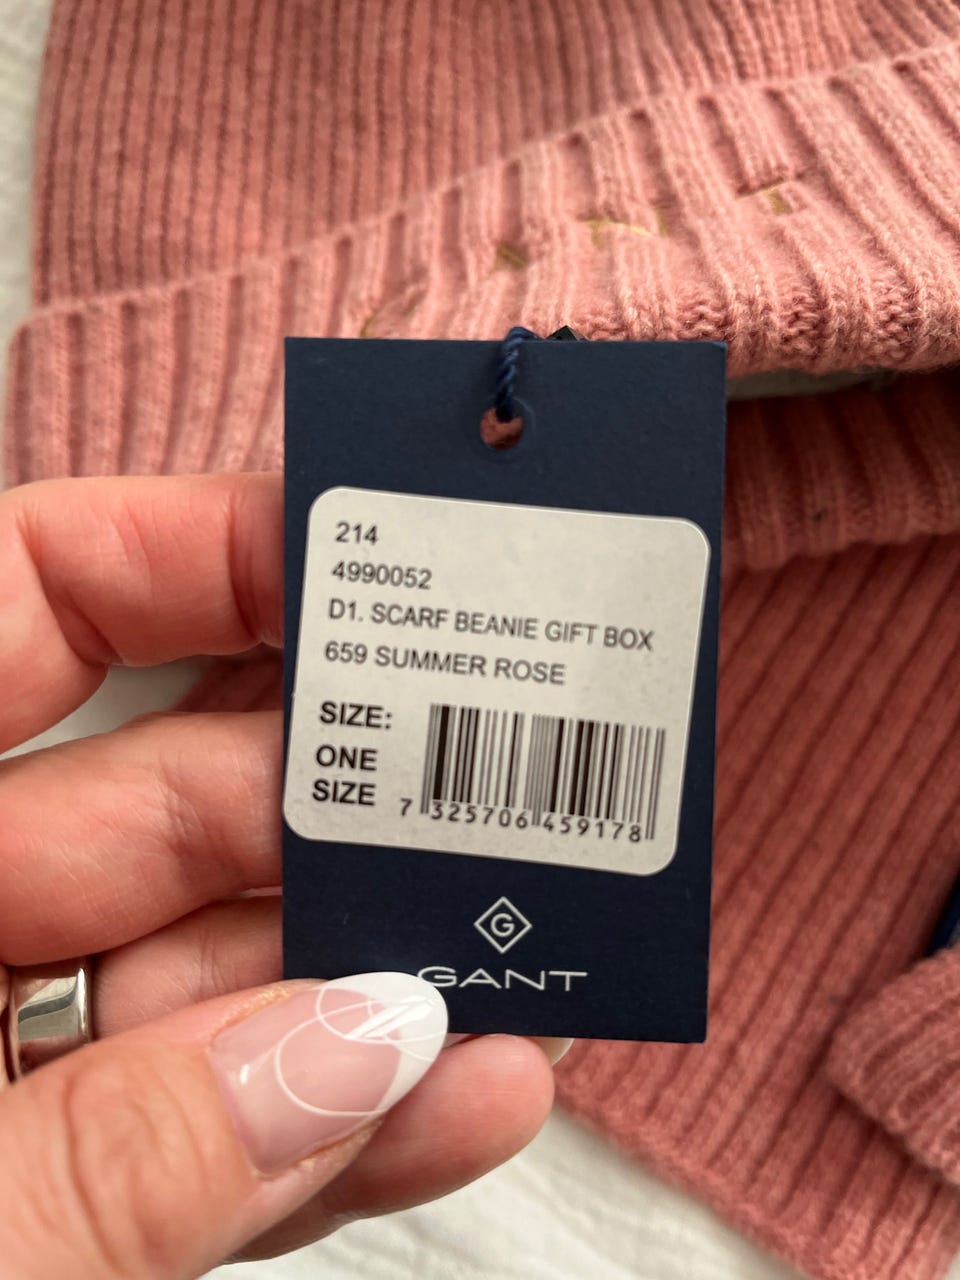 214
4990052
D1. SCARF BEANIE GIFT BOX
659 SUMMER ROSE
SIZE:
ONE
SIZE
7 325706 459178
G
GANT